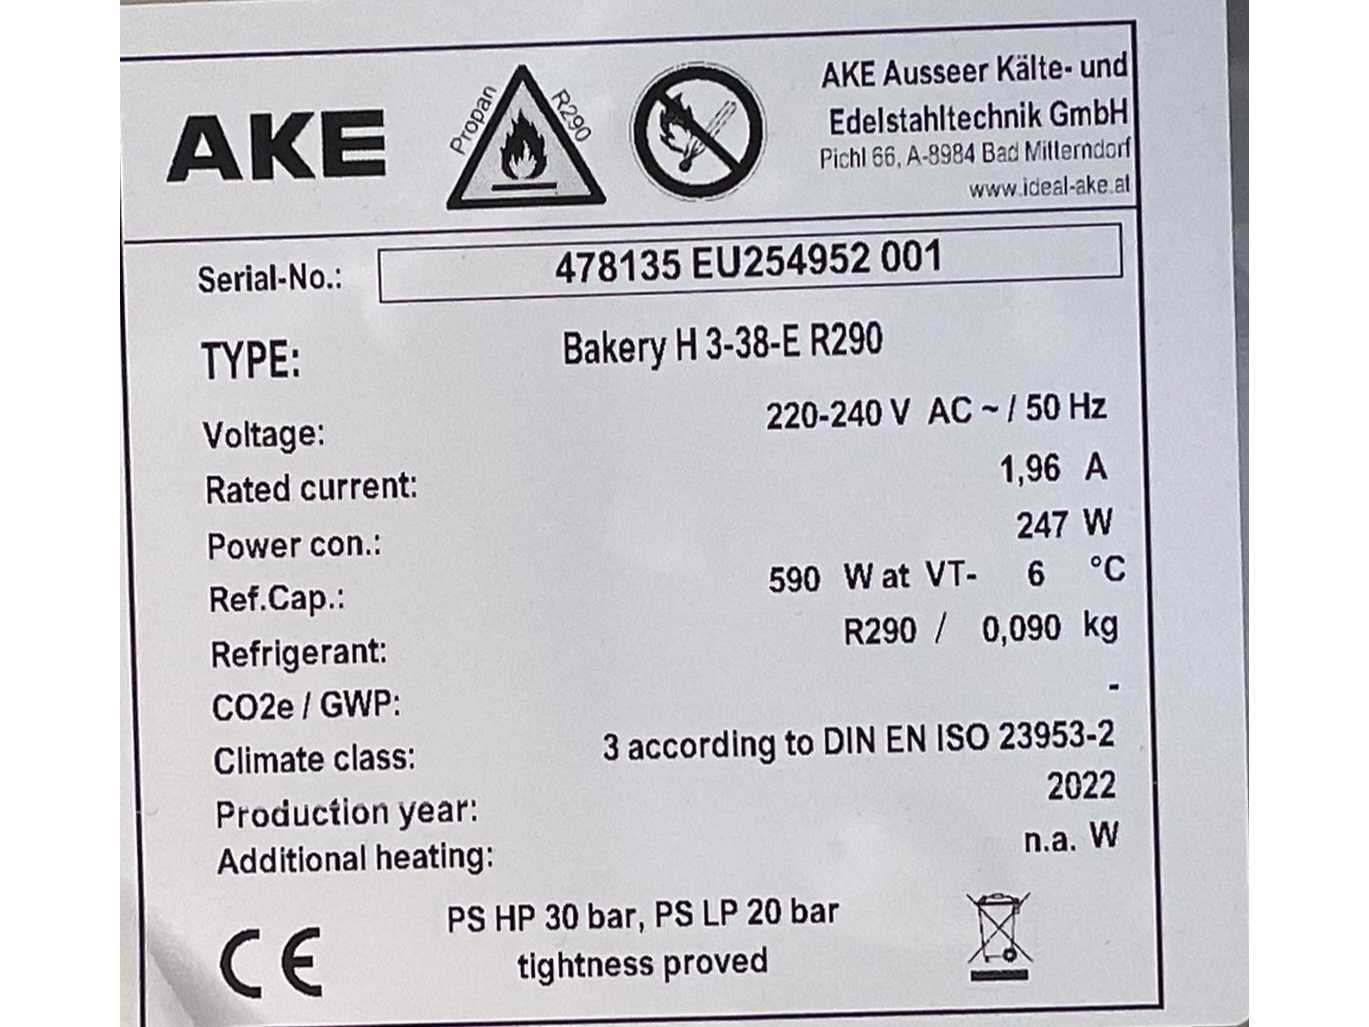 AKE
Propan R290
AKE Ausseer Kälte- und
Edelstahltechnik GmbH
Pichl 66, A-8984 Bad Mitterndorf
www.ideal-ake.at
Serial-No.: 478135 EU254952 001
TYPE: Bakery H 3-38-E R290
Voltage: 220-240 V AC ~ / 50 Hz
Rated current: 1,96 A
Power con.: 247 W
Ref.Cap.: 590 W at VT- 6 °C
Refrigerant: R290 / 0,090 kg
CO2e / GWP: -
Climate class: 3 according to DIN EN ISO 23953-2
Production year: 2022
Additional heating: n.a. W
CE
PS HP 30 bar, PS LP 20 bar
tightness proved